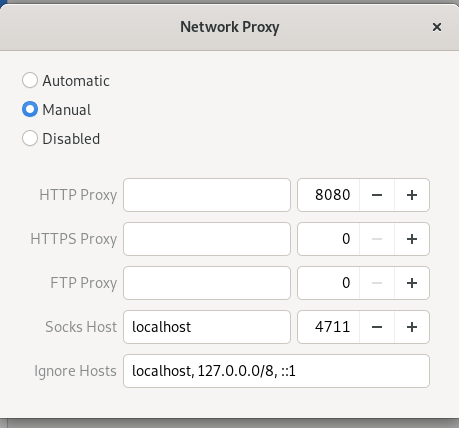 Network Proxy
Automatic
Manual
Disabled
HTTP Proxy 8080
HTTPS Proxy 0
FTP Proxy 0
Socks Host localhost 4711
Ignore Hosts localhost, 127.0.0.0/8, ::1